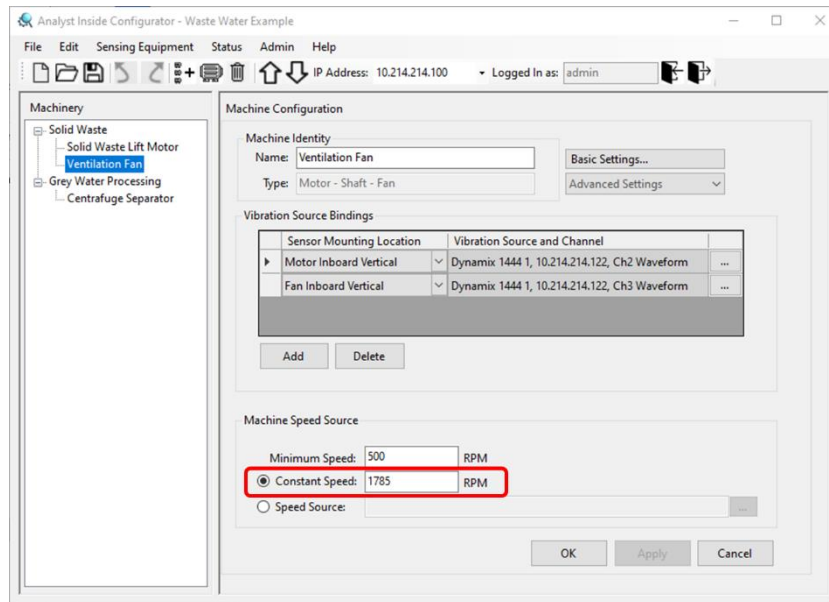 Analyst Inside Configurator - Waste Water Example
File Edit Sensing Equipment Status Admin Help
IP Address: 10.214.214.100 Logged In as: admin
Machinery
Solid Waste
Solid Waste Lift Motor
Ventilation Fan
Grey Water Processing
Centrafuge Separator
Machine Configuration
Machine Identity
Name: Ventilation Fan
Basic Settings...
Type: Motor - Shaft - Fan
Advanced Settings
Vibration Source Bindings
Sensor Mounting Location Vibration Source and Channel
Motor Inboard Vertical Dynamix 1444 1, 10.214.214.122, Ch2 Waveform ...
Fan Inboard Vertical Dynamix 1444 1, 10.214.214.122, Ch3 Waveform ...
Add Delete
Machine Speed Source
Minimum Speed: 500 RPM
Constant Speed: 1785 RPM
Speed Source: ...
OK Apply Cancel